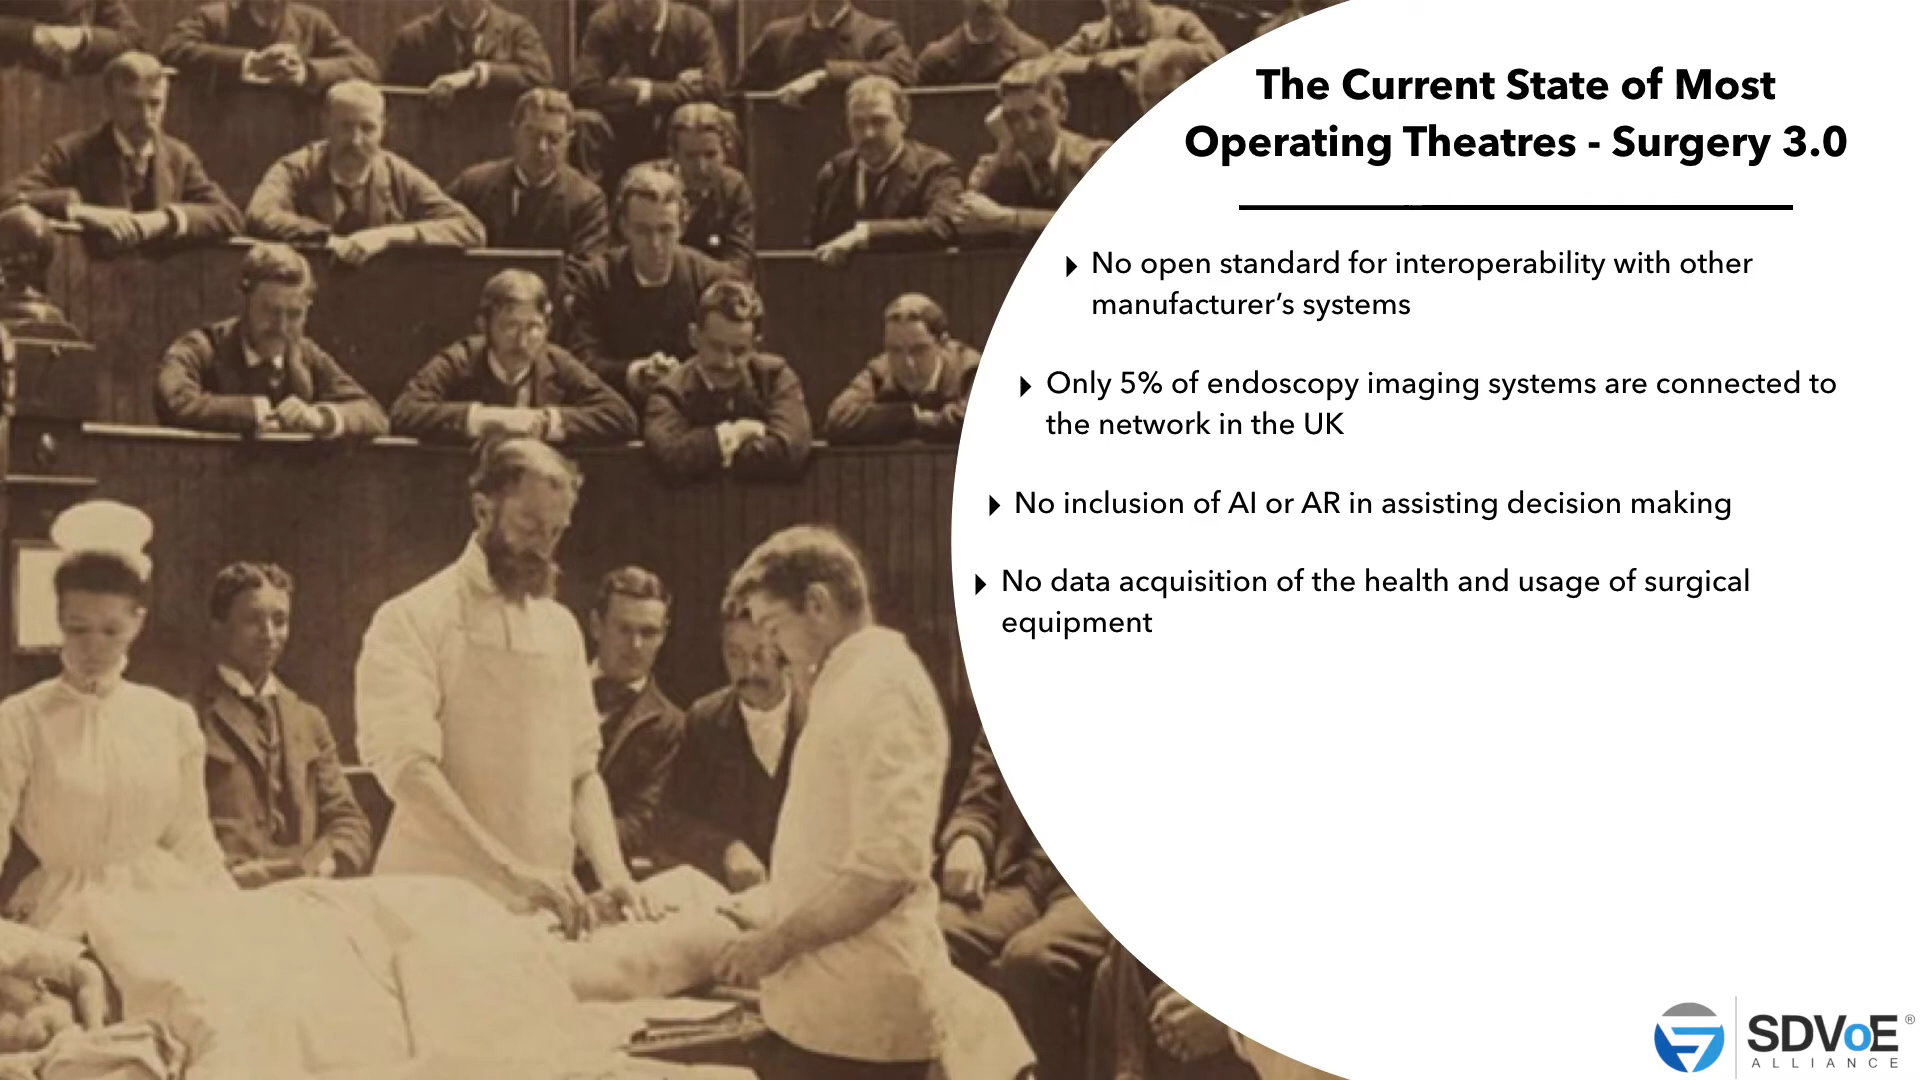 The Current State of Most
Operating Theatres - Surgery 3.0
No open standard for interoperability with other
manufacturer’s systems
Only 5% of endoscopy imaging systems are connected to
the network in the UK
No inclusion of AI or AR in assisting decision making
No data acquisition of the health and usage of surgical
equipment
SDVoE®
ALLIANCE